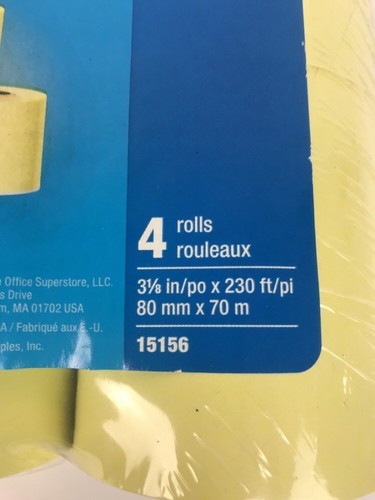 4 rolls
rouleaux
3⅛ in/po x 230 ft/pi
80 mm x 70 m
15156
Office Superstore, LLC.
Drive
MA 01702 USA
/ Fabriqué aux É.-U.
Inc.